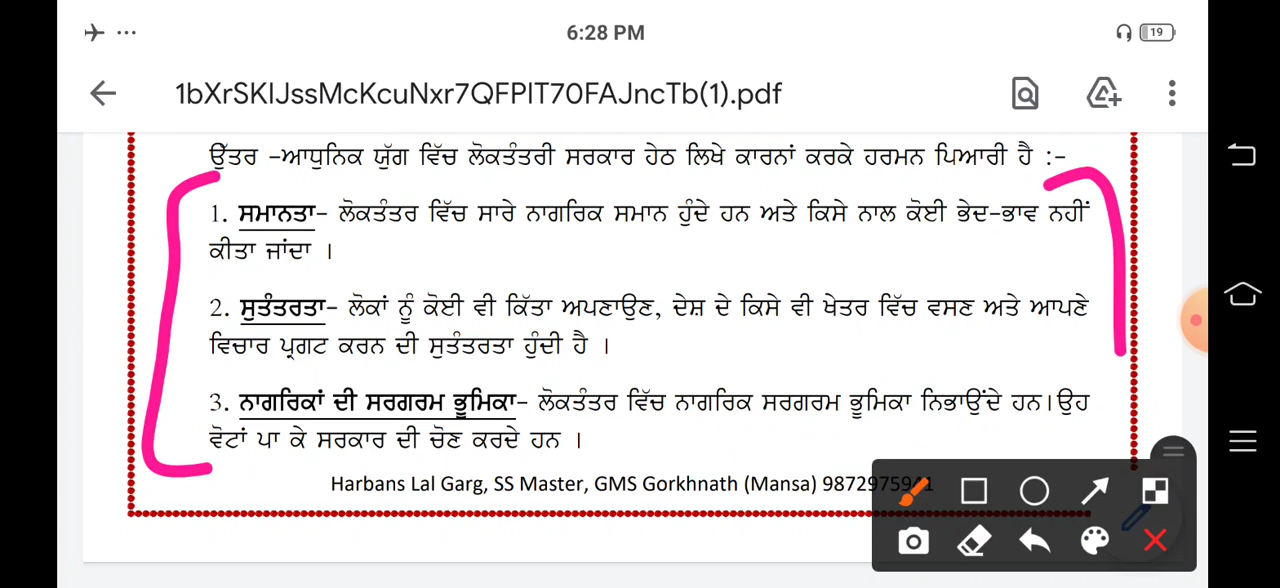 6:28 PM
19
1bXrSKIJssMcKcuNxr7QFPIT70FAJncTb(1).pdf
ਉੱਤਰ -ਆਧੁਨਿਕ ਯੁੱਗ ਵਿੱਚ ਲੋਕਤੰਤਰੀ ਸਰਕਾਰ ਹੇਠ ਲਿਖੇ ਕਾਰਨਾਂ ਕਰਕੇ ਹਰਮਨ ਪਿਆਰੀ ਹੈ :-
1. ਸਮਾਨਤਾ- ਲੋਕਤੰਤਰ ਵਿੱਚ ਸਾਰੇ ਨਾਗਰਿਕ ਸਮਾਨ ਹੁੰਦੇ ਹਨ ਅਤੇ ਕਿਸੇ ਨਾਲ ਕੋਈ ਭੇਦ-ਭਾਵ ਨਹੀਂ
ਕੀਤਾ ਜਾਂਦਾ ।
2. ਸੁਤੰਤਰਤਾ- ਲੋਕਾਂ ਨੂੰ ਕੋਈ ਵੀ ਕਿੱਤਾ ਅਪਣਾਉਣ, ਦੇਸ਼ ਦੇ ਕਿਸੇ ਵੀ ਖੇਤਰ ਵਿੱਚ ਵਸਣ ਅਤੇ ਆਪਣੇ
ਵਿਚਾਰ ਪ੍ਰਗਟ ਕਰਨ ਦੀ ਸੁਤੰਤਰਤਾ ਹੁੰਦੀ ਹੈ ।
3. ਨਾਗਰਿਕਾਂ ਦੀ ਸਰਗਰਮ ਭੂਮਿਕਾ- ਲੋਕਤੰਤਰ ਵਿੱਚ ਨਾਗਰਿਕ ਸਰਗਰਮ ਭੂਮਿਕਾ ਨਿਭਾਉਂਦੇ ਹਨ।ਉਹ
ਵੋਟਾਂ ਪਾ ਕੇ ਸਰਕਾਰ ਦੀ ਚੋਣ ਕਰਦੇ ਹਨ ।
Harbans Lal Garg, SS Master, GMS Gorkhnath (Mansa) 9872975941